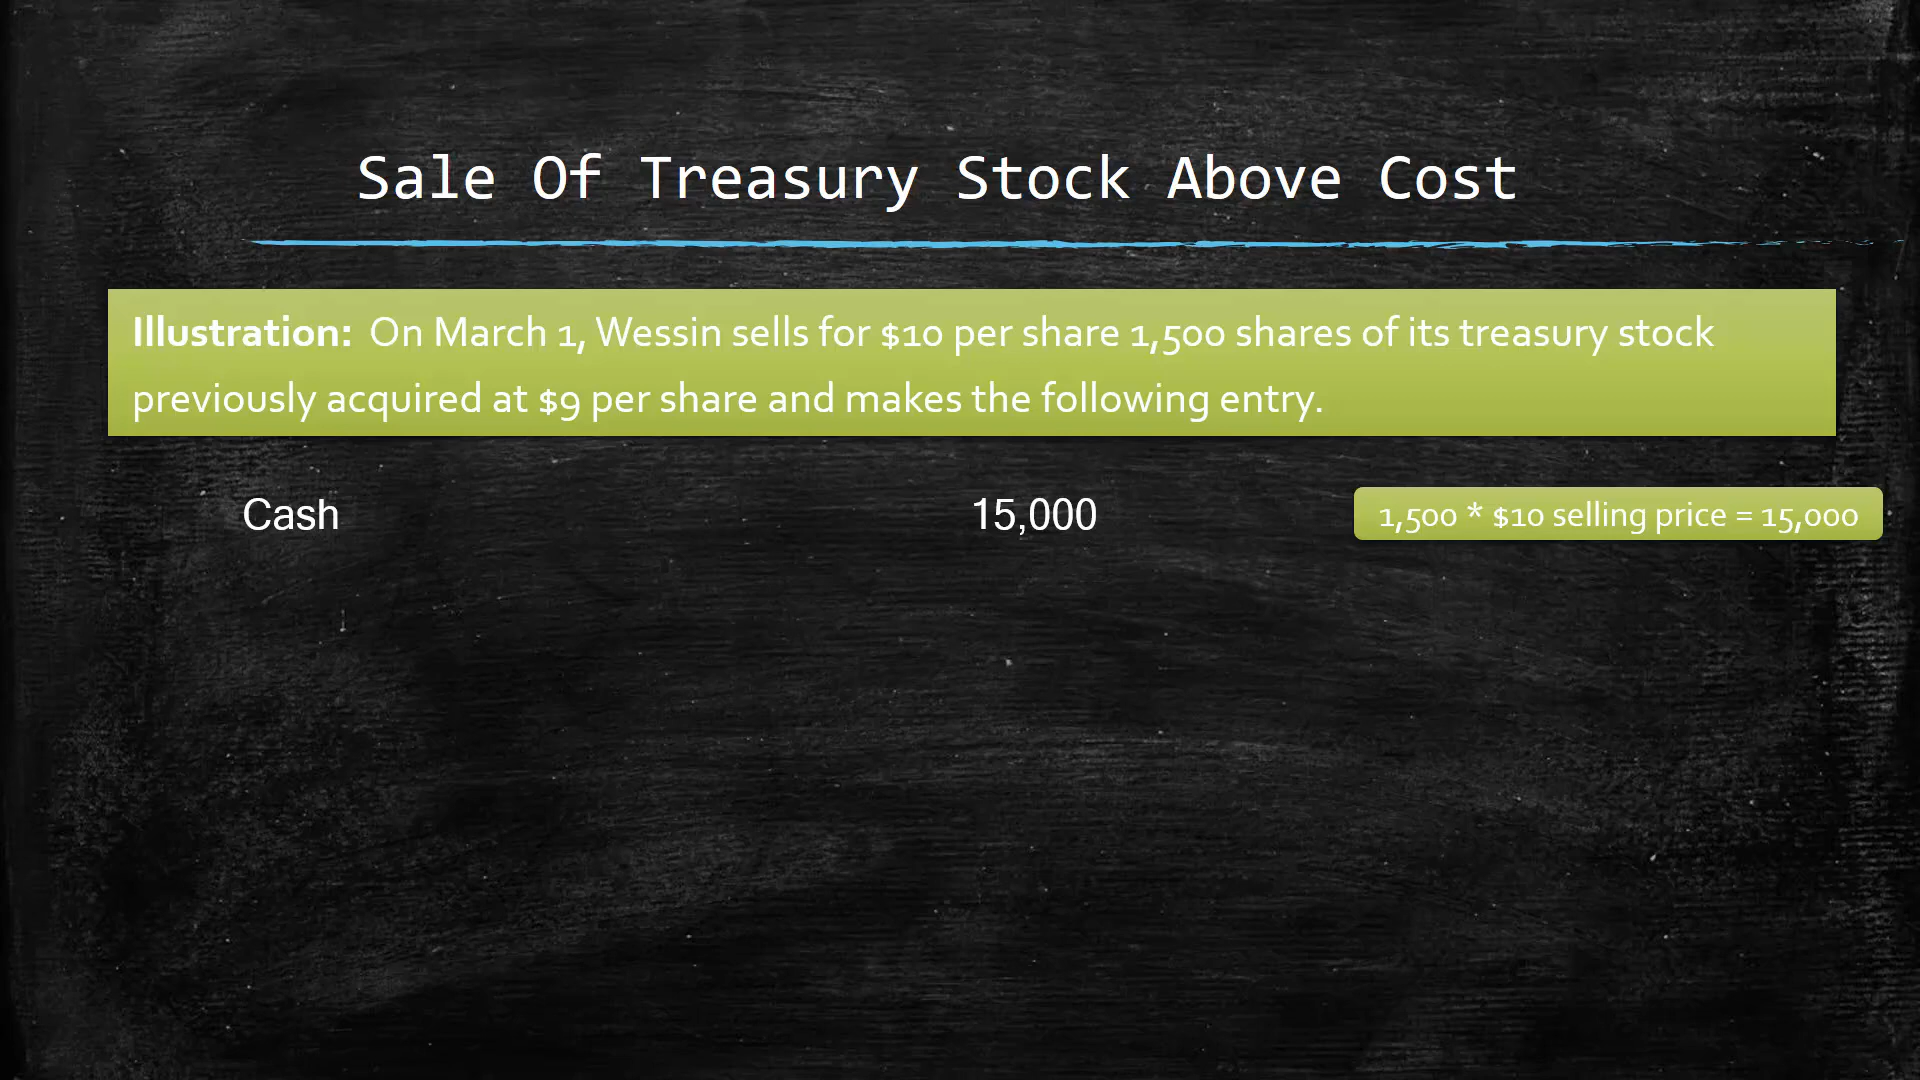 Sale Of Treasury Stock Above Cost
Illustration: On March 1, Wessin sells for $10 per share 1,500 shares of its treasury stock
previously acquired at $9 per share and makes the following entry.
Cash 15,000 1,500 * $10 selling price = 15,000